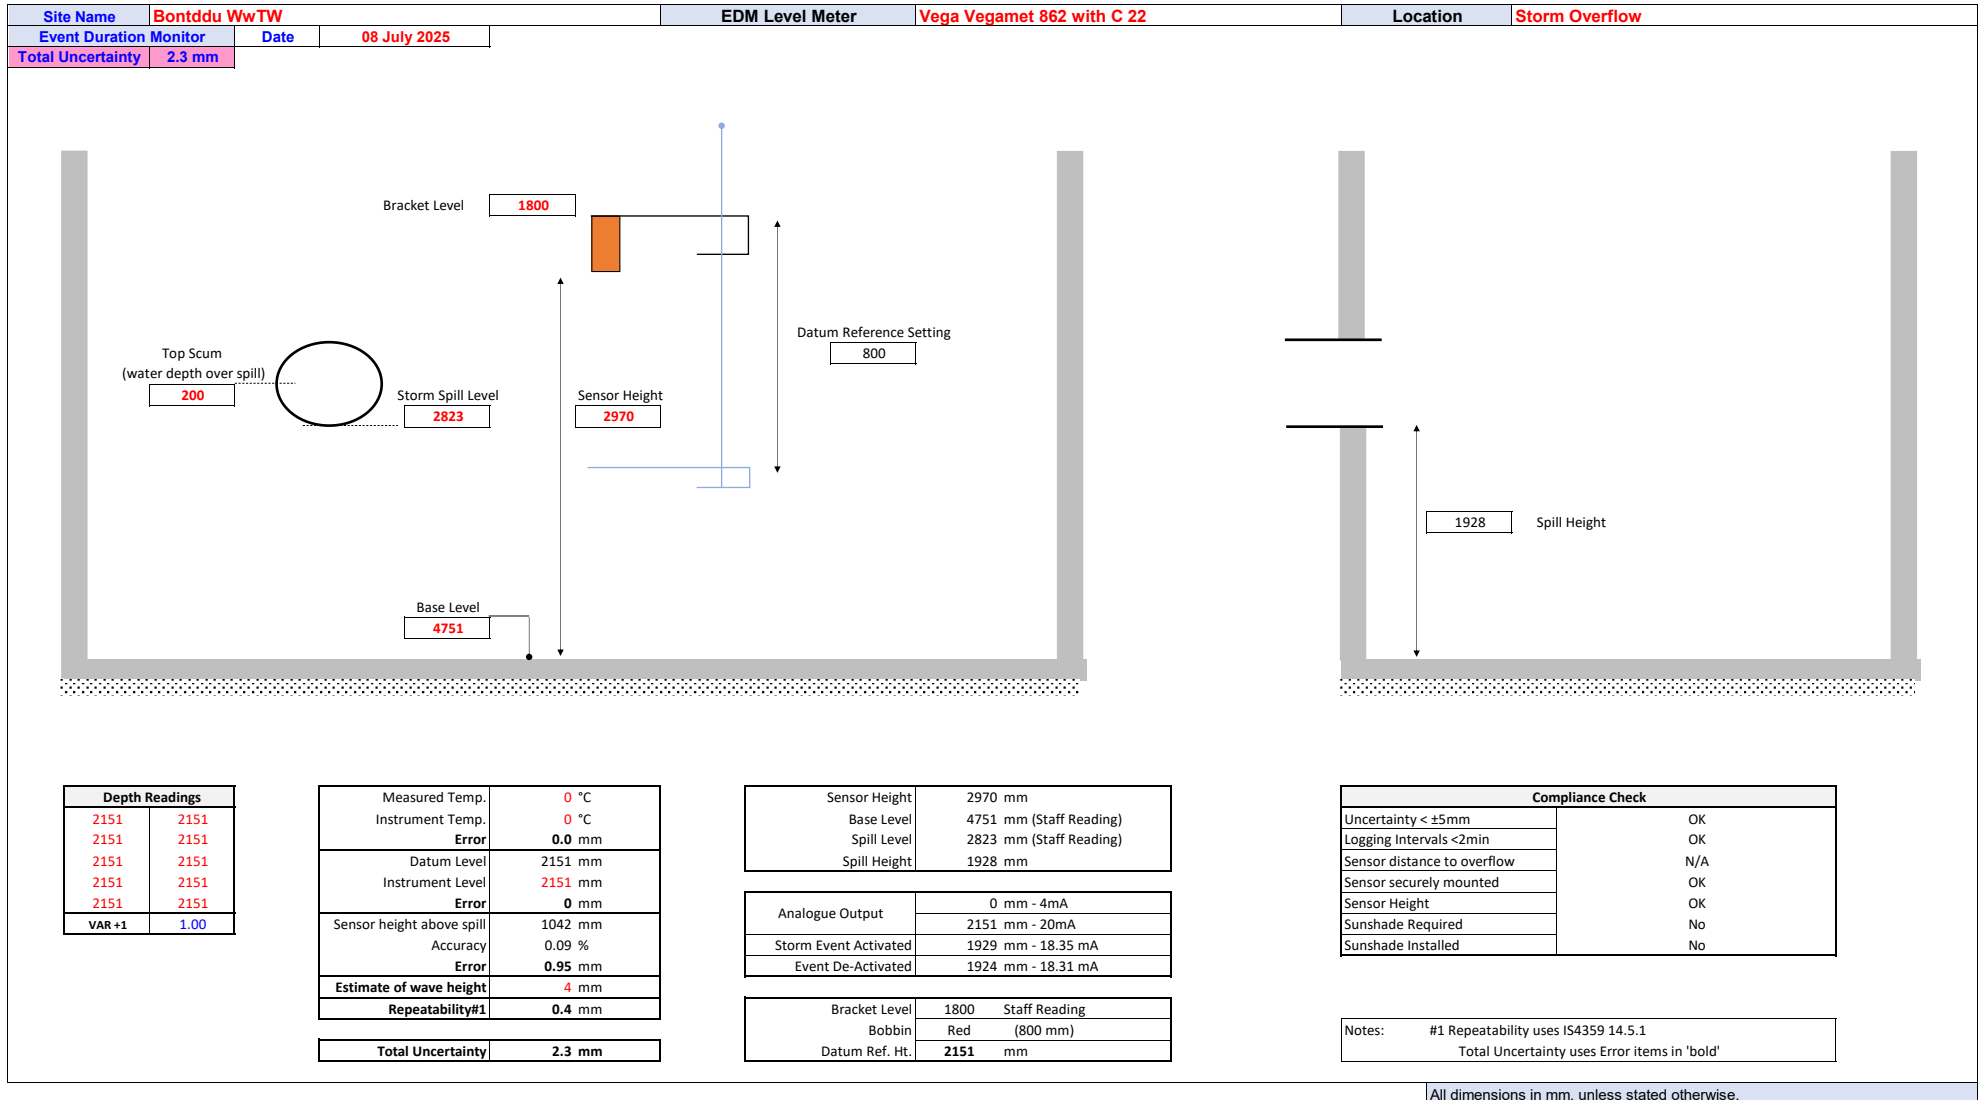 Site Name Bontddu WwTW EDM Level Meter Vega Vegamet 862 with C 22 Location Storm Overflow
Event Duration Monitor Date 08 July 2025
Total Uncertainty 2.3 mm
Bracket Level 1800
Datum Reference Setting
800
Top Scum
(water depth over spill)
200
Storm Spill Level
2823
Sensor Height
2970
1928 Spill Height
Base Level
4751
Depth Readings
2151 2151
2151 2151
2151 2151
2151 2151
2151 2151
VAR +1 1.00
Measured Temp. 0 °C
Instrument Temp. 0 °C
Error 0.0 mm
Datum Level 2151 mm
Instrument Level 2151 mm
Error 0 mm
Sensor height above spill 1042 mm
Accuracy 0.09 %
Error 0.95 mm
Estimate of wave height 4 mm
Repeatability#1 0.4 mm
Total Uncertainty 2.3 mm
Sensor Height 2970 mm
Base Level 4751 mm (Staff Reading)
Spill Level 2823 mm (Staff Reading)
Spill Height 1928 mm
Analogue Output 0 mm - 4mA
2151 mm - 20mA
Storm Event Activated 1929 mm - 18.35 mA
Event De-Activated 1924 mm - 18.31 mA
Bracket Level 1800 Staff Reading
Bobbin Red (800 mm)
Datum Ref. Ht. 2151 mm
Compliance Check
Uncertainty < ±5mm OK
Logging Intervals <2min OK
Sensor distance to overflow N/A
Sensor securely mounted OK
Sensor Height OK
Sunshade Required No
Sunshade Installed No
Notes: #1 Repeatability uses IS4359 14.5.1
Total Uncertainty uses Error items in 'bold'
All dimensions in mm, unless stated otherwise.